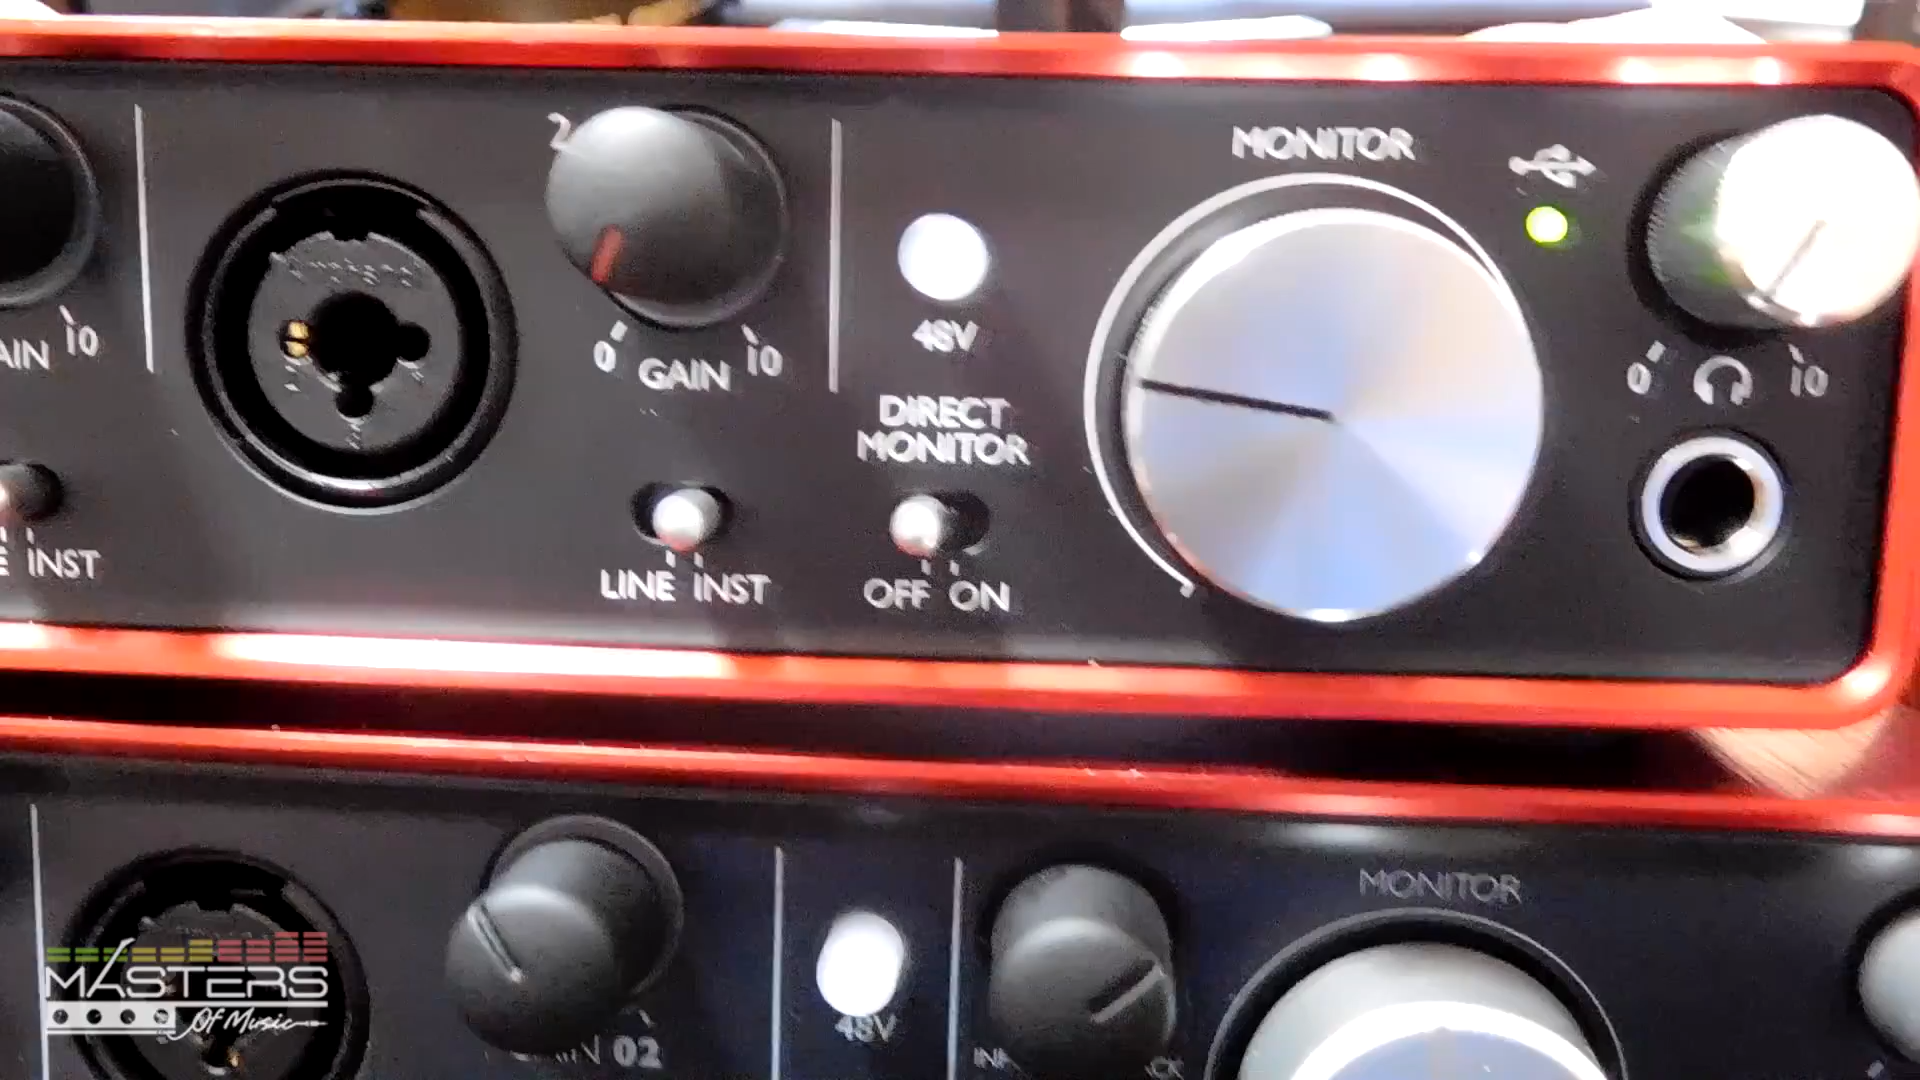 2
MONITOR
10
AIN
0
GAIN
10
48V
0
10
DIRECT
MONITOR
INST
LINE INST
OFF ON
MONITOR
48V
02
MASTERS
Of Music